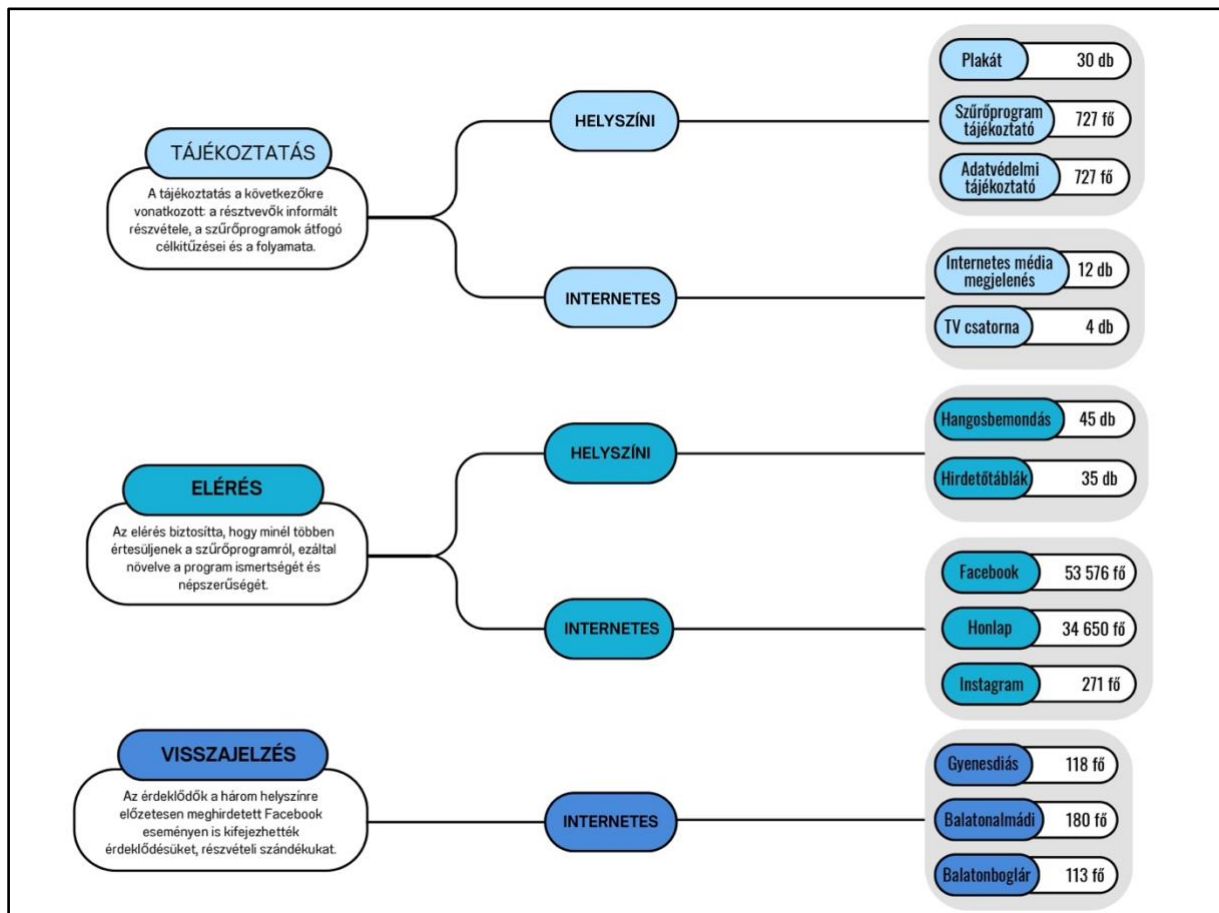 TÁJÉKOZTATÁS
A tájékoztatás a következőkre
vonatkozott: a résztvevők informált
részvétele, a szűrőprogramok átfogó
célkitűzései és a folyamata.
HELYSZÍNI
Plakát 30 db
Szűrőprogram
tájékoztató 727 fő
Adatvédelmi
tájékoztató 727 fő
INTERNETES
Internetes média
megjelenés 12 db
TV csatorna 4 db
ELÉRÉS
Az elérés biztosítta, hogy minél többen
értesüljenek a szűrőprogramról, ezáltal
növelve a program ismertségét és
népszerűségét.
HELYSZÍNI
Hangosbemondás 45 db
Hirdetőtáblák 35 db
INTERNETES
Facebook 53 576 fő
Honlap 34 650 fő
Instagram 271 fő
VISSZAJELZÉS
Az érdeklődők a három helyszínre
előzetesen meghirdetett Facebook
eseményen is kifejezhették
érdeklődésüket, részvételi szándékukat.
INTERNETES
Gyenesdiás 118 fő
Balatonalmádi 180 fő
Balatonboglár 113 fő